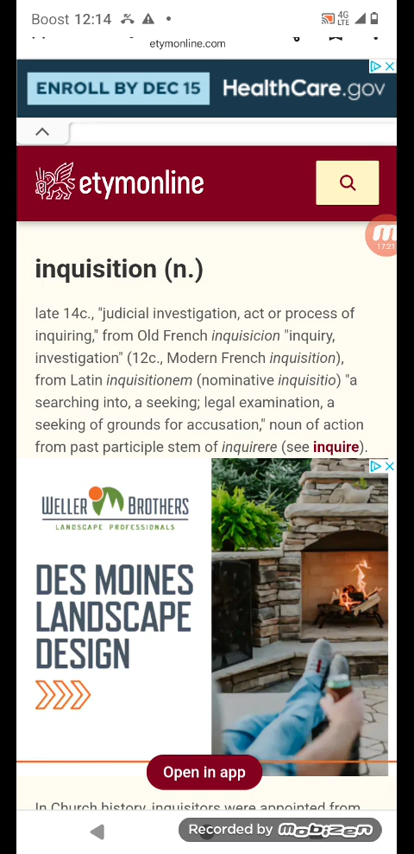 Boost 12:14
4G
etymonline.com
ENROLL BY DEC 15 HealthCare.gov
etymonline
17:21
inquisition (n.)
late 14c., "judicial investigation, act or process of
inquiring," from Old French inquisicion "inquiry,
investigation" (12c., Modern French inquisition),
from Latin inquisitionem (nominative inquisitio) "a
searching into, a seeking; legal examination, a
seeking of grounds for accusation," noun of action
from past participle stem of inquirere (see inquire).
WELLER BROTHERS
LANDSCAPE PROFESSIONALS
DES MOINES
LANDSCAPE
DESIGN
Open in app
In Church history, inquisitors were appointed from
Recorded by MOBIZEN